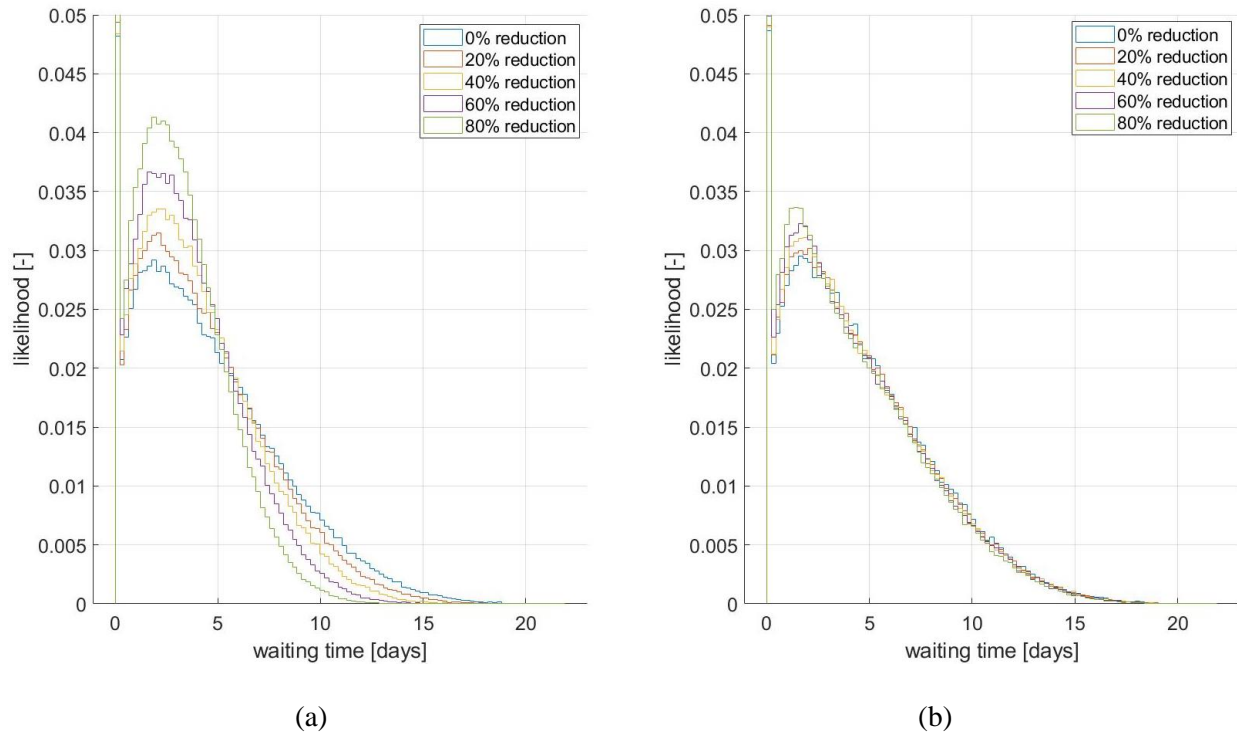 0.05
0.045
0.04
0.035
0.03
0.025
0.02
0.015
0.01
0.005
0
likelihood [-]
0% reduction
20% reduction
40% reduction
60% reduction
80% reduction
0 5 10 15 20
waiting time [days]
(a)
0.05
0.045
0.04
0.035
0.03
0.025
0.02
0.015
0.01
0.005
0
likelihood [-]
0% reduction
20% reduction
40% reduction
60% reduction
80% reduction
0 5 10 15 20
waiting time [days]
(b)